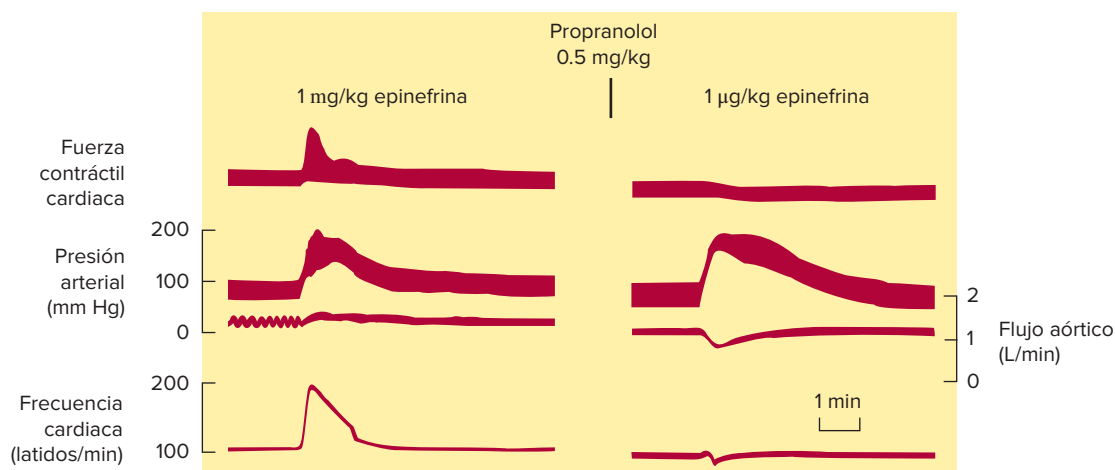 Propranolol
0.5 mg/kg
1 mg/kg epinefrina
1 μg/kg epinefrina
Fuerza
contráctil
cardiaca
200
Presión
arterial
100
(mm Hg)
0
2
1
Flujo aórtico
(L/min)
0
200
Frecuencia
cardiaca
(latidos/min)
100
1 min